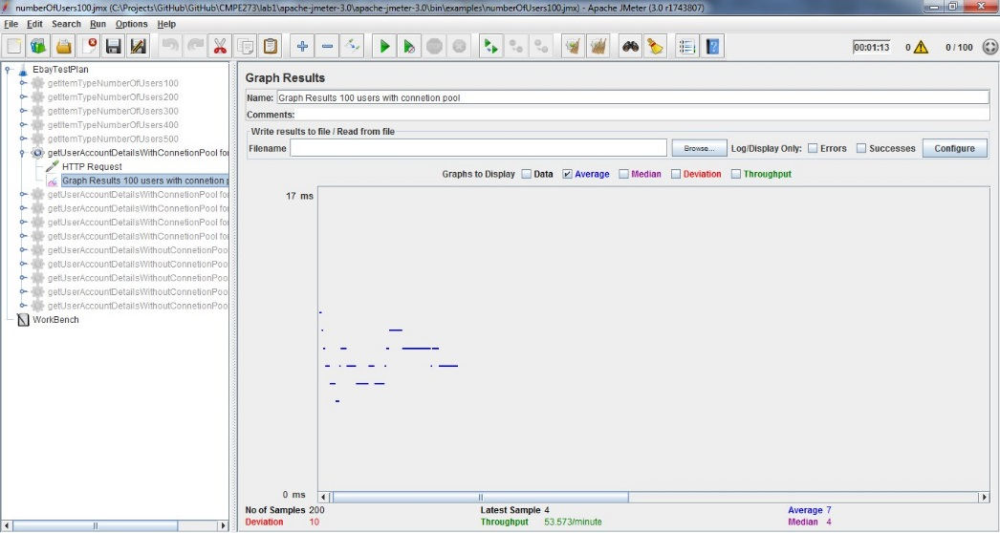 numberOfUsers100.jmx (C:\Projects\GitHub\GitHub\CMPE273\lab1\apache-jmeter-3.0\apache-jmeter-3.0\bin\examples\numberOfUsers100.jmx) - Apache JMeter (3.0 r1743807)
File Edit Search Run Options Help
00:01:13 0 0 / 100
EbayTestPlan
getItemTypeNumberOfUsers100
getItemTypeNumberOfUsers200
getItemTypeNumberOfUsers300
getItemTypeNumberOfUsers400
getItemTypeNumberOfUsers500
getUserAccountDetailsWithConnetionPool for
HTTP Request
Graph Results 100 users with connetion p
getUserAccountDetailsWithConnetionPool for
getUserAccountDetailsWithConnetionPool for
getUserAccountDetailsWithConnetionPool for
getUserAccountDetailsWithConnetionPool for
getUserAccountDetailsWithoutConnetionPoo
getUserAccountDetailsWithoutConnetionPoo
getUserAccountDetailsWithoutConnetionPoo
getUserAccountDetailsWithoutConnetionPoo
getUserAccountDetailsWithoutConnetionPoo
WorkBench
Graph Results
Name: Graph Results 100 users with connetion pool
Comments:
Write results to file / Read from file
Filename Browse... Log/Display Only: Errors Successes Configure
Graphs to Display Data Average Median Deviation Throughput
17 ms
0 ms
No of Samples 200 Latest Sample 4 Average 7
Deviation 10 Throughput 53.573/minute Median 4